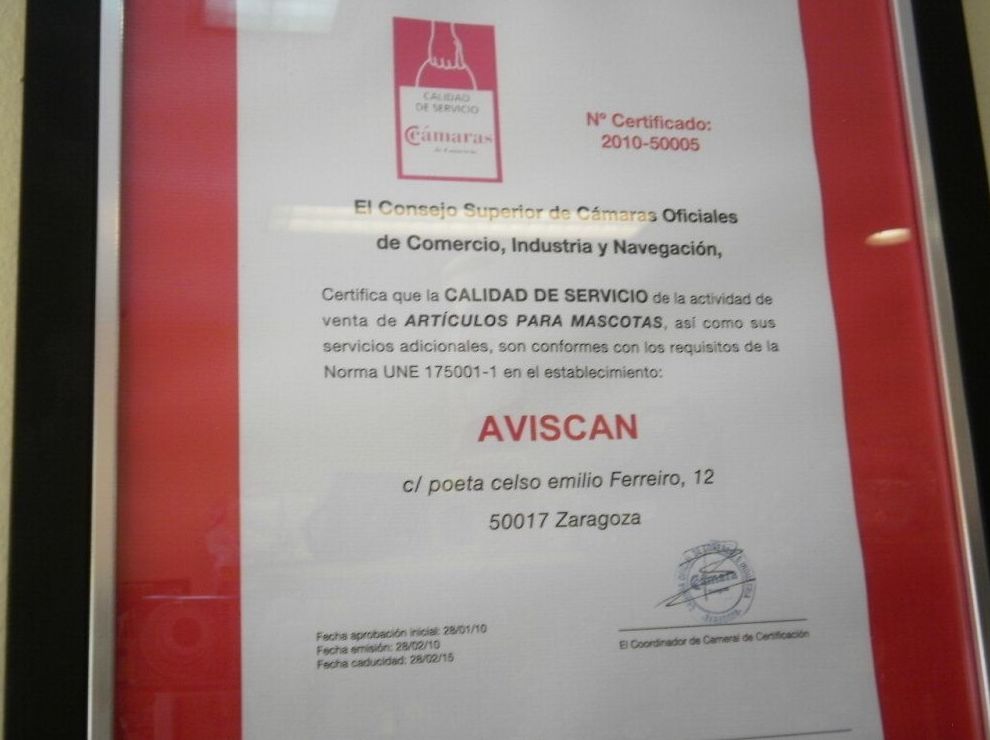 CALIDAD
DE SERVICIO
Cámaras
Nº Certificado:
2010-50005
El Consejo Superior de Cámaras Oficiales
de Comercio, Industria y Navegación,
Certifica que la CALIDAD DE SERVICIO de la actividad de
venta de ARTÍCULOS PARA MASCOTAS, así como sus
servicios adicionales, son conformes con los requisitos de la
Norma UNE 175001-1 en el establecimiento:
AVISCAN
c/ poeta celso emilio Ferreiro, 12
50017 Zaragoza
Cámara
Fecha aprobación inicial: 28/01/10
Fecha emisión: 28/02/10
Fecha caducidad: 28/02/15
El Coordinador de Cameral de Certificación